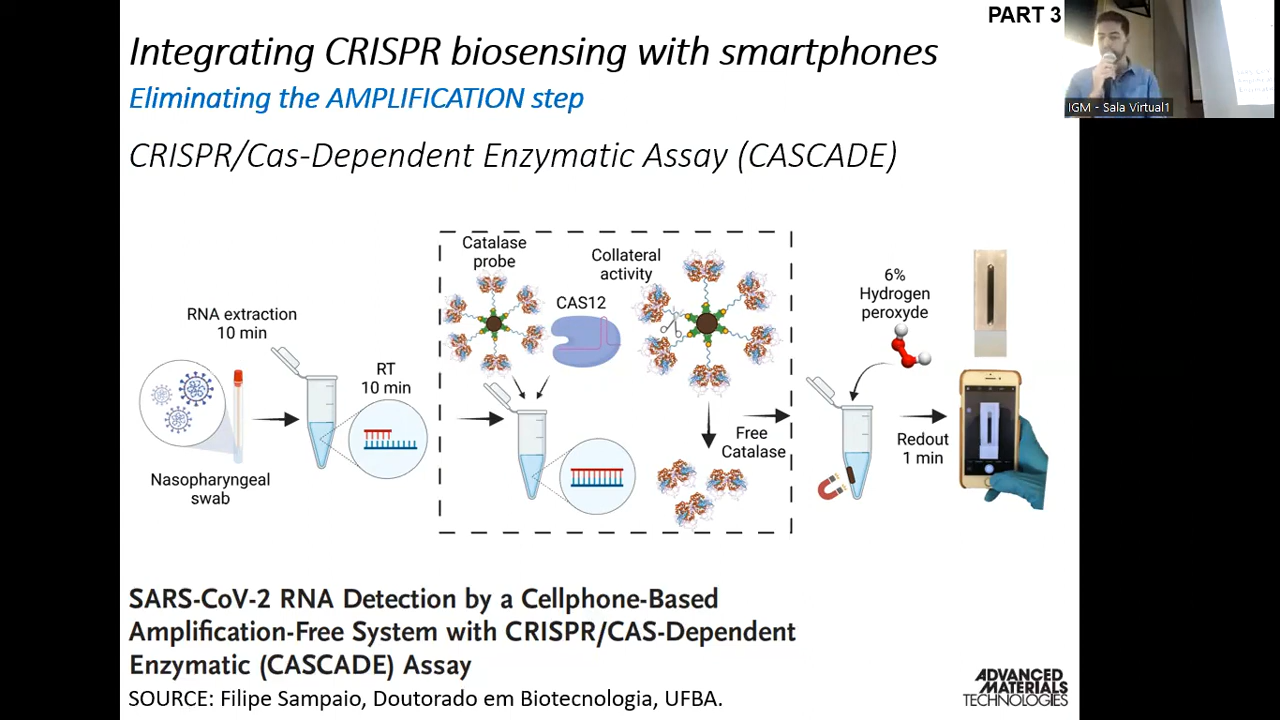 PART 3
Integrating CRISPR biosensing with smartphones
Eliminating the AMPLIFICATION step
IGM - Sala Virtual1
CRISPR/Cas-Dependent Enzymatic Assay (CASCADE)
Catalase
probe
Collateral
activity
CAS12
6%
Hydrogen
peroxyde
RNA extraction
10 min
RT
10 min
Nasopharyngeal
swab
Free
Catalase
Redout
1 min
SARS-CoV-2 RNA Detection by a Cellphone-Based
Amplification-Free System with CRISPR/CAS-Dependent
Enzymatic (CASCADE) Assay
SOURCE: Filipe Sampaio, Doutorado em Biotecnologia, UFBA.
ADVANCED
MATERIALS
TECHNOLOGIES